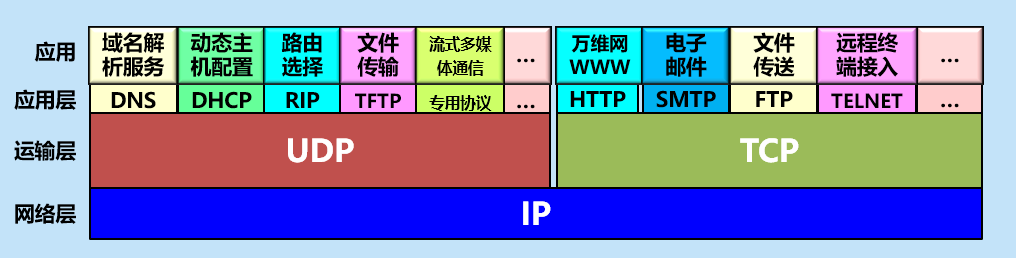 应用 域名解析服务 动态主机配置 路由选择 文件传输 流式多媒体通信 … 万维网WWW 电子邮件 文件传送 远程终端接入 …
应用层 DNS DHCP RIP TFTP 专用协议 … HTTP SMTP FTP TELNET …
运输层 UDP TCP
网络层 IP